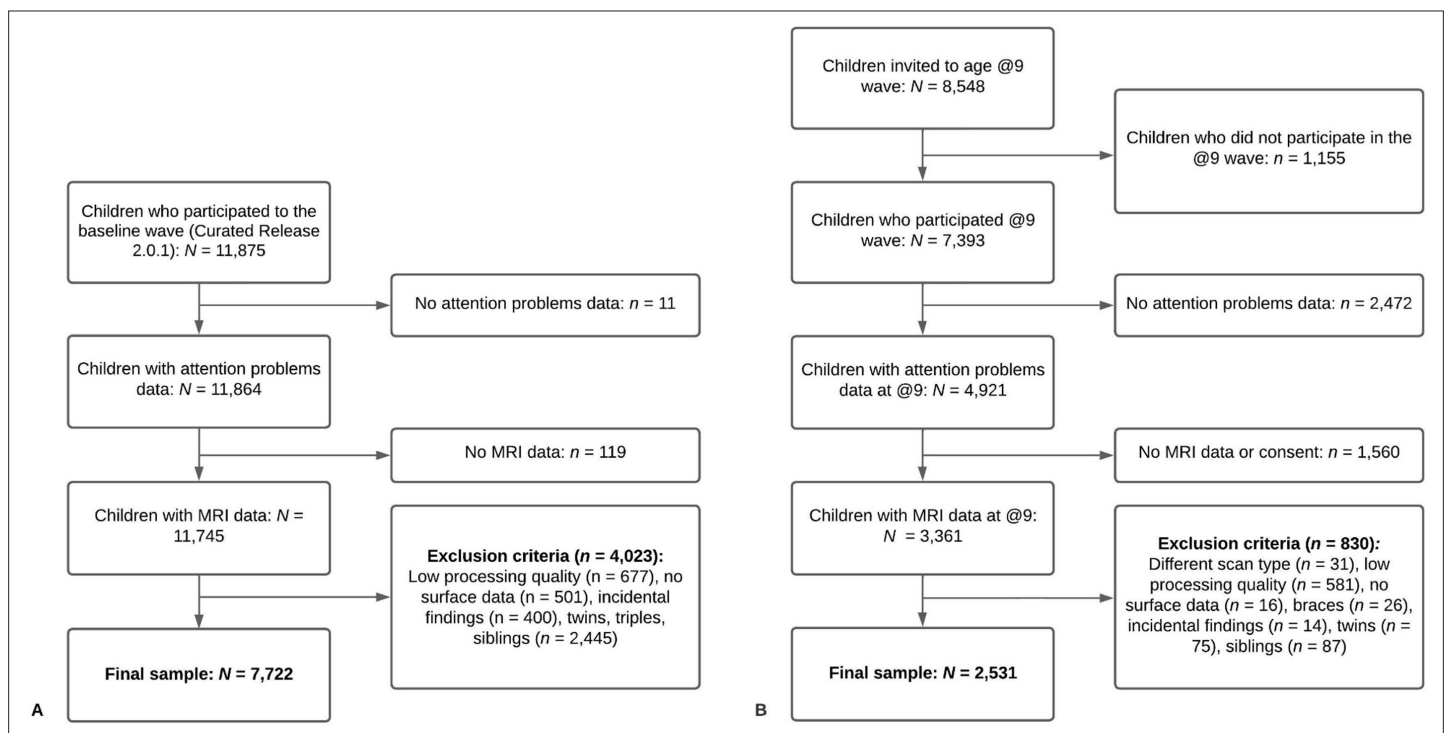 Children who participated to the
baseline wave (Curated Release
2.0.1): N = 11,875
No attention problems data: n = 11
Children with attention problems
data: N = 11,864
No MRI data: n = 119
Children with MRI data: N =
11,745
Exclusion criteria (n = 4,023):
Low processing quality (n = 677), no
surface data (n = 501), incidental
findings (n = 400), twins, triples,
siblings (n = 2,445)
Final sample: N = 7,722
A
Children invited to age @9
wave: N = 8,548
Children who did not participate in the
@9 wave: n = 1,155
Children who participated @9
wave: N = 7,393
No attention problems data: n = 2,472
Children with attention problems
data at @9: N = 4,921
No MRI data or consent: n = 1,560
Children with MRI data at @9:
N = 3,361
Exclusion criteria (n = 830):
Different scan type (n = 31), low
processing quality (n = 581), no
surface data (n = 16), braces (n = 26),
incidental findings (n = 14), twins (n =
75), siblings (n = 87)
Final sample: N = 2,531
B